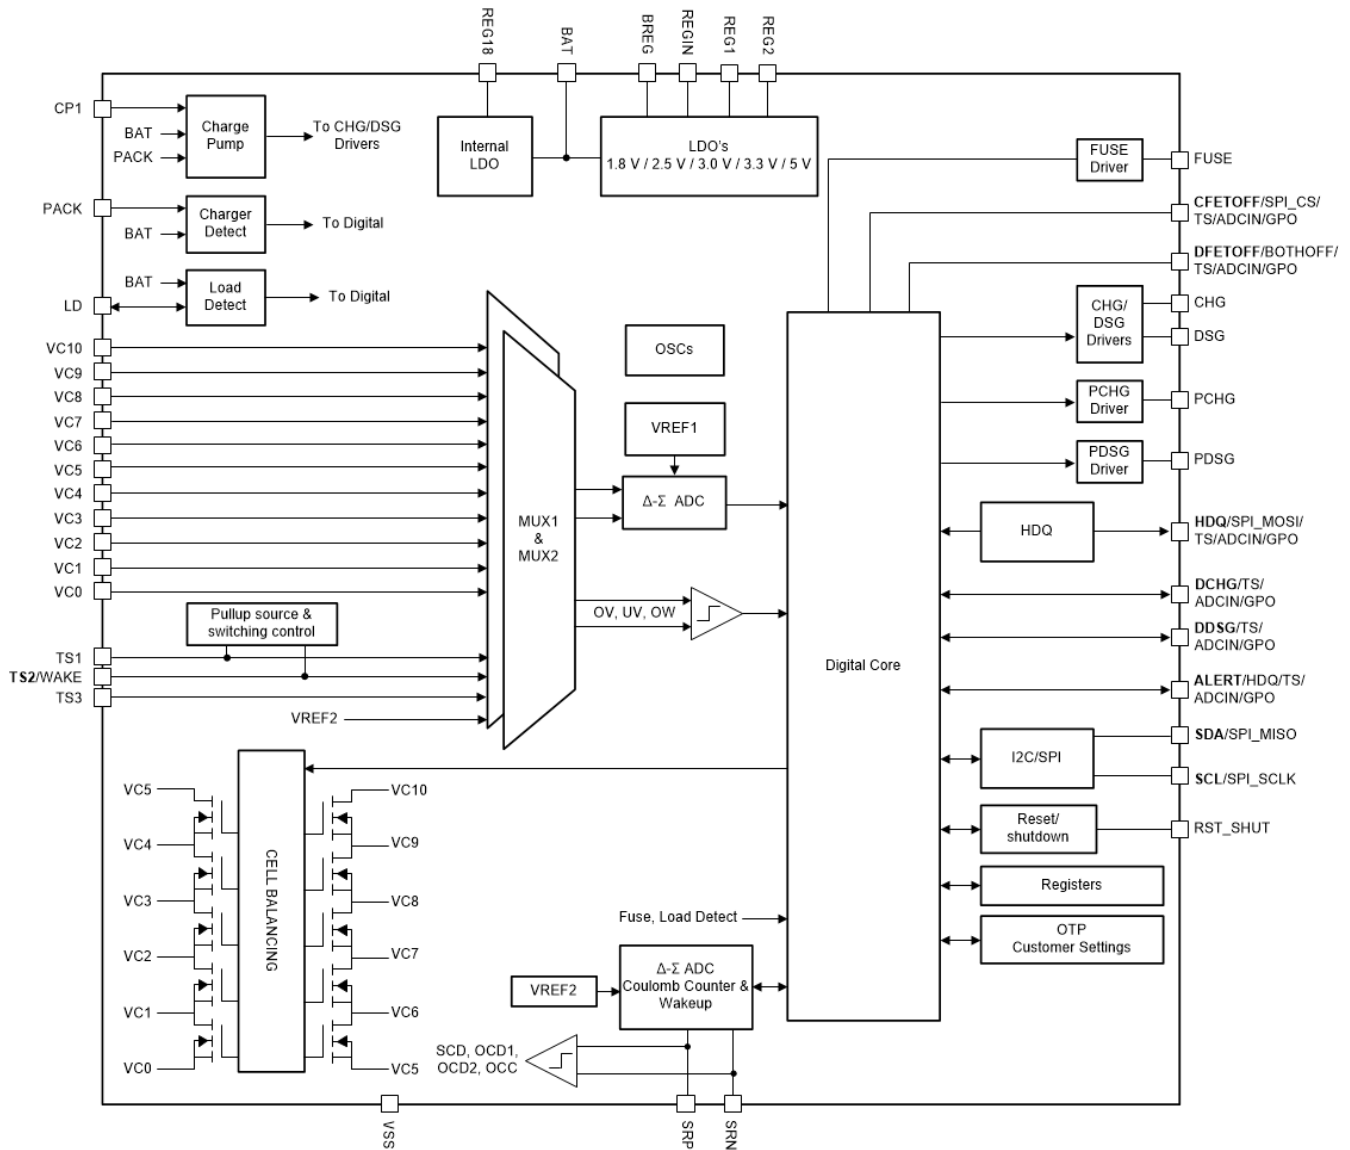 REG18
BAT
BREG
REGIN
REG1
REG2
CP1
BAT
PACK
Charge
Pump
To CHG/DSG
Drivers
Internal
LDO
LDO's
1.8 V / 2.5 V / 3.0 V / 3.3 V / 5 V
FUSE
Driver
FUSE
PACK
BAT
Charger
Detect
To Digital
CFETOFF/SPI_CS/
TS/ADCIN/GPO
DFETOFF/BOTHOFF/
TS/ADCIN/GPO
BAT
LD
Load
Detect
To Digital
CHG/
DSG
Drivers
CHG
DSG
VC10
VC9
VC8
VC7
VC6
VC5
VC4
VC3
VC2
VC1
VC0
OSCs
VREF1
Δ-Σ ADC
MUX1
&
MUX2
OV, UV, OW
PCHG
Driver
PCHG
PDSG
Driver
PDSG
HDQ
HDQ/SPI_MOSI/
TS/ADCIN/GPO
DCHG/TS/
ADCIN/GPO
DDSG/TS/
ADCIN/GPO
ALERT/HDQ/TS/
ADCIN/GPO
Pullup source &
switching control
TS1
TS2/WAKE
TS3
VREF2
Digital Core
I2C/SPI
SDA/SPI_MISO
SCL/SPI_SCLK
Reset/
shutdown
RST_SHUT
Registers
OTP
Customer Settings
VC5
VC4
VC3
VC2
VC1
VC0
CELL BALANCING
VC10
VC9
VC8
VC7
VC6
VC5
Fuse, Load Detect
VREF2
Δ-Σ ADC
Coulomb Counter &
Wakeup
SCD, OCD1,
OCD2, OCC
VSS
SRP
SRN